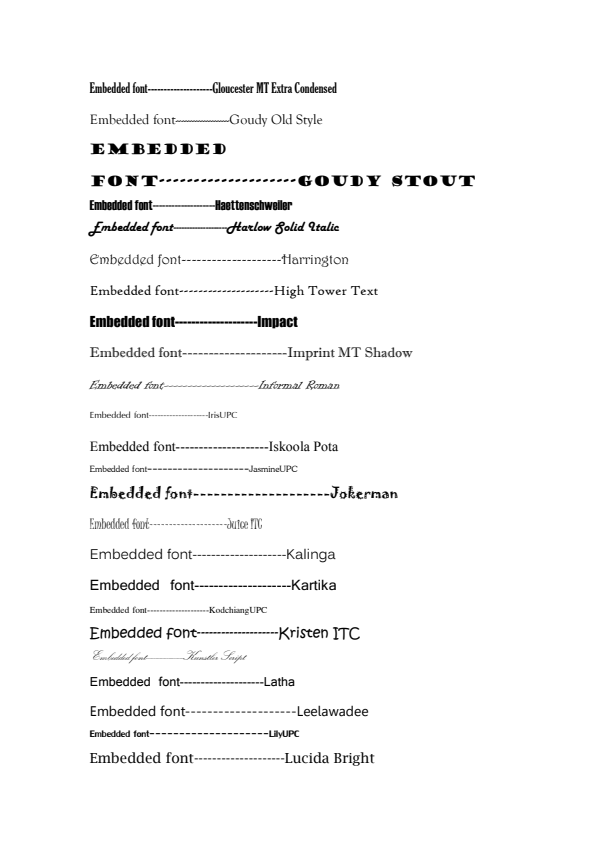 Embedded font--------------------Gloucester MT Extra Condensed
Embedded font--------------------Goudy Old Style
EMBEDDED
FONT--------------------GOUDY STOUT
Embedded font--------------------Haettenschweiler
Embedded font--------------------Harlow Solid Italic
Embedded font--------------------Harrington
Embedded font--------------------High Tower Text
Embedded font--------------------Impact
Embedded font--------------------Imprint MT Shadow
Embedded font--------------------Informal Roman
Embedded font--------------------IrisUPC
Embedded font--------------------Iskoola Pota
Embedded font--------------------JasmineUPC
Embedded font--------------------Jokerman
Embedded font--------------------Juice ITC
Embedded font--------------------Kalinga
Embedded font--------------------Kartika
Embedded font--------------------KodchiangUPC
Embedded font--------------------Kristen ITC
Embedded font--------------------Kunstler Script
Embedded font--------------------Latha
Embedded font--------------------Leelawadee
Embedded font--------------------LilyUPC
Embedded font--------------------Lucida Bright